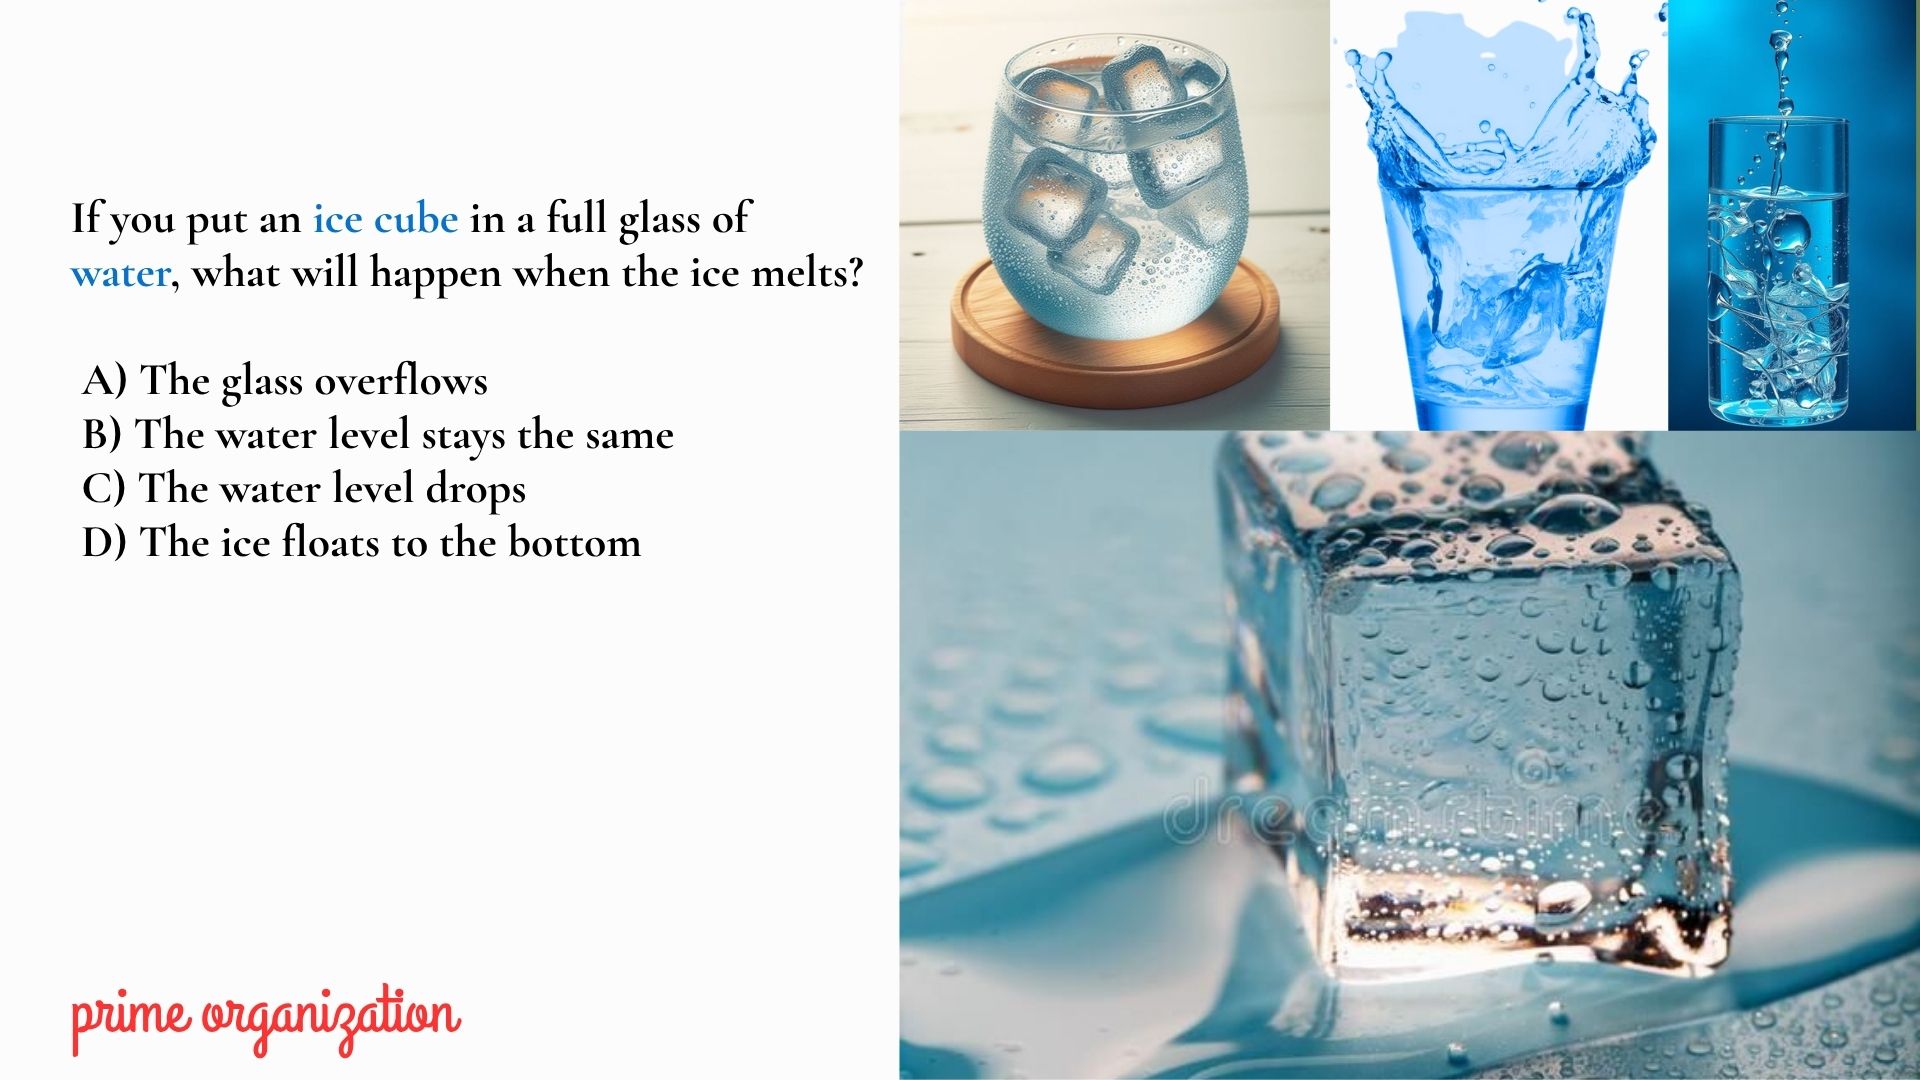 If you put an ice cube in a full glass of
water, what will happen when the ice melts?
A) The glass overflows
B) The water level stays the same
C) The water level drops
D) The ice floats to the bottom
dreamstime
prime organization